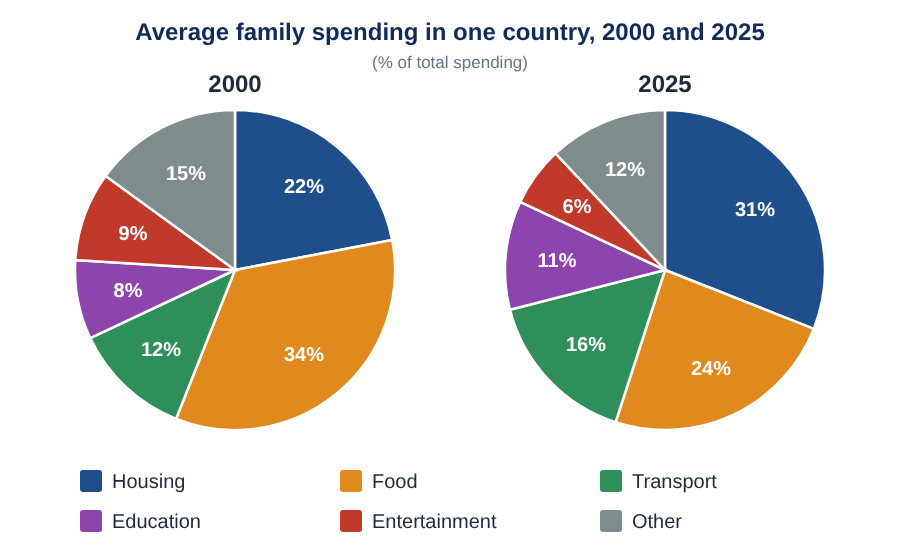 Average family spending in one country, 2000 and 2025
(% of total spending)
2000
2025
15%
22%
9%
8%
12%
34%
12%
31%
6%
11%
16%
24%
Housing
Food
Transport
Education
Entertainment
Other